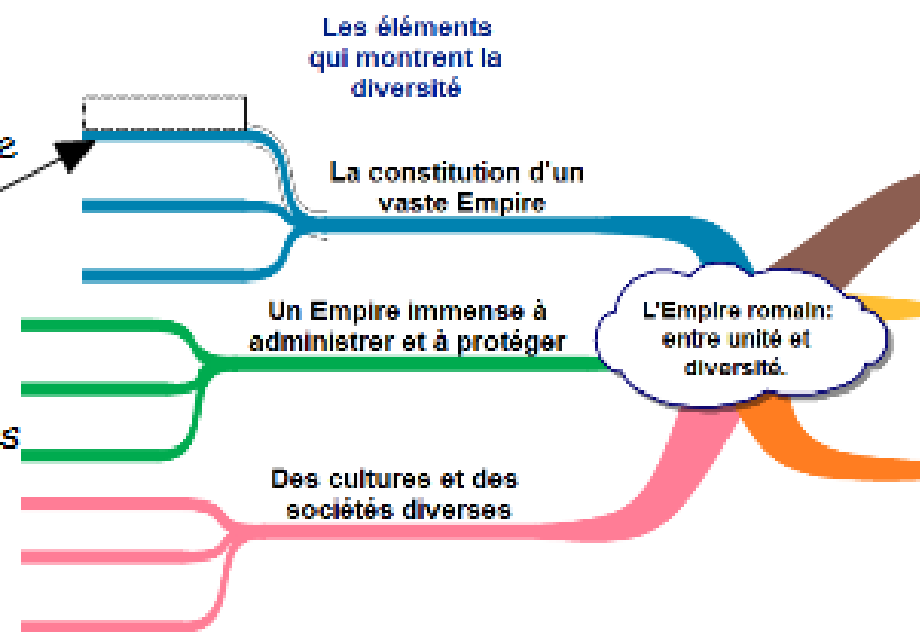 Les éléments
qui montrent la
diversité
La constitution d'un
vaste Empire
Un Empire immense à
administrer et à protéger
Des cultures et des
sociétés diverses
L'Empire romain:
entre unité et
diversité.